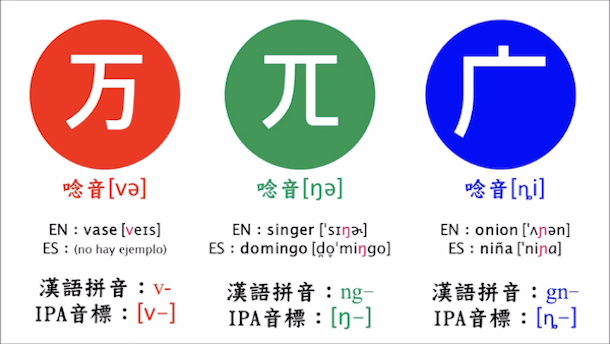 万 兀 广
唸音[və] 唸音[ŋə] 唸音[ȵi]
EN：vase [veɪs] EN：singer [ˈsɪŋɚ] EN：onion [ˈʌɲən]
ES：(no hay ejemplo) ES：domingo [d̪o̞ˈmiŋgo] ES：niña [ˈniɲa]
漢語拼音：v- 漢語拼音：ng– 漢語拼音：gn–
IPA音標：[v–] IPA音標：[ŋ–] IPA音標：[ȵ–]